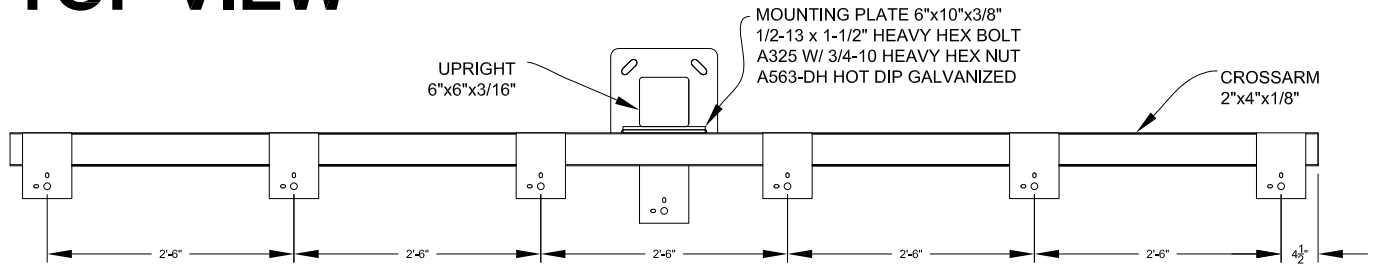 TOP VIEW
MOUNTING PLATE 6"x10"x3/8"
1/2-13 x 1-1/2" HEAVY HEX BOLT
A325 W/ 3/4-10 HEAVY HEX NUT
A563-DH HOT DIP GALVANIZED
UPRIGHT
6"x6"x3/16"
CROSSARM
2"x4"x1/8"
2'-6" 2'-6" 2'-6" 2'-6" 2'-6" 4 1/2"